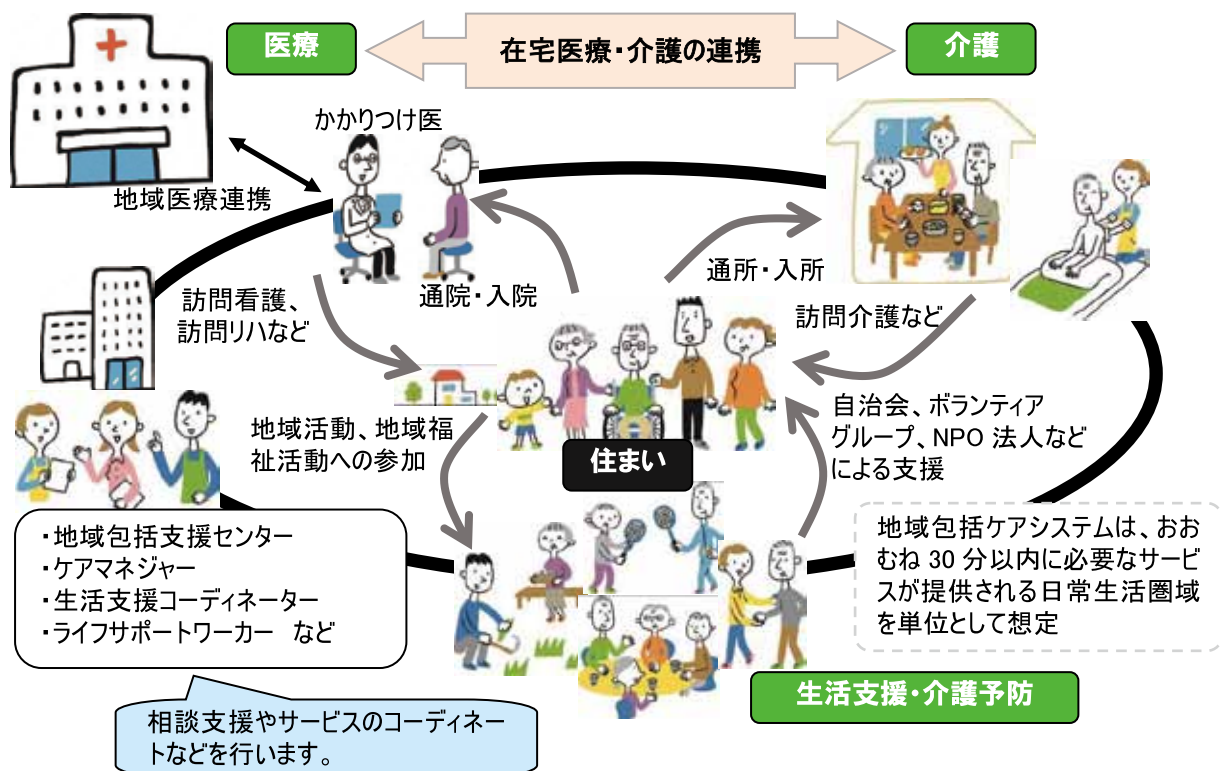 医療
在宅医療・介護の連携
介護
かかりつけ医
地域医療連携
訪問看護、
訪問リハなど
通院・入院
通所・入所
訪問介護など
地域活動、地域福
祉活動への参加
住まい
自治会、ボランティア
グループ、NPO 法人など
による支援
・地域包括支援センター
・ケアマネジャー
・生活支援コーディネーター
・ライフサポートワーカー など
地域包括ケアシステムは、おお
むね 30 分以内に必要なサービ
スが提供される日常生活圏域
を単位として想定
生活支援・介護予防
相談支援やサービスのコーディネー
トなどを行います。